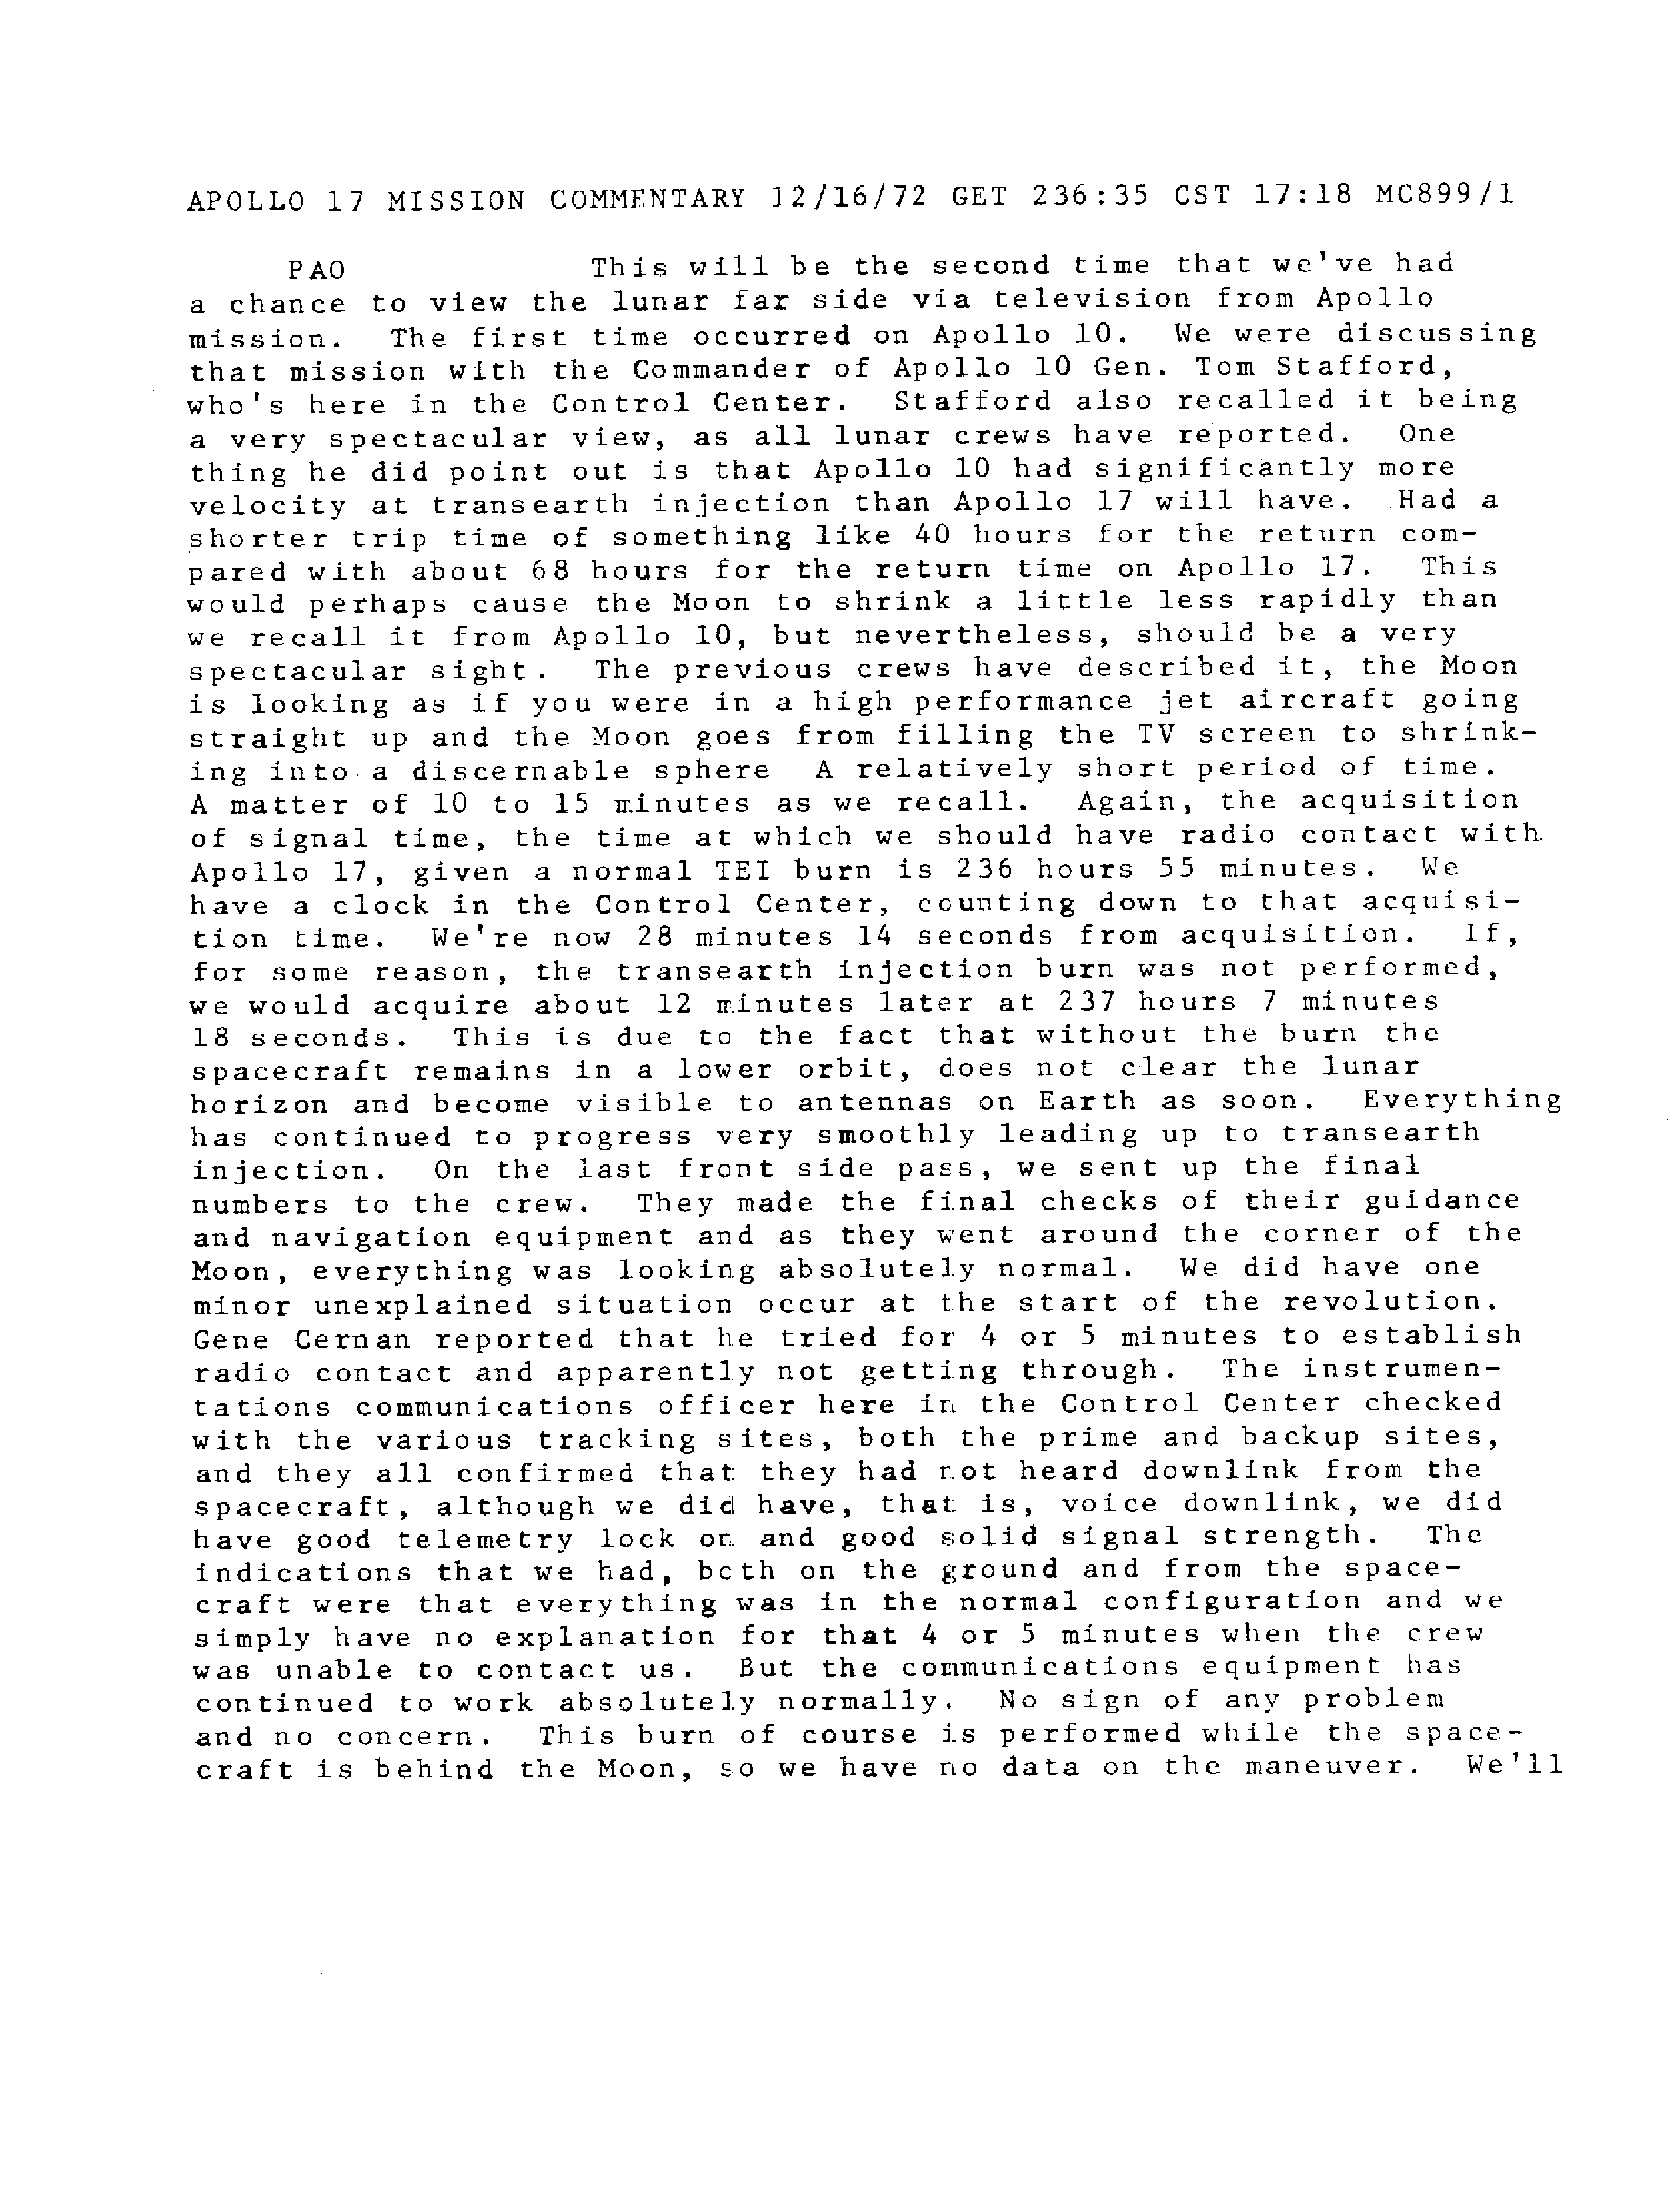 APOLLO 17 MISSION COMMENTARY 12/16/72 GET 236:35 CST 17:18 MC899/1
PAO This will be the second time that we've had
a chance to view the lunar far side via television from Apollo
mission. The first time occurred on Apollo 10. We were discussing
that mission with the Commander of Apollo 10 Gen. Tom Stafford,
who's here in the Control Center. Stafford also recalled it being
a very spectacular view, as all lunar crews have reported. One
thing he did point out is that Apollo 10 had significantly more
velocity at transearth injection than Apollo 17 will have. Had a
shorter trip time of something like 40 hours for the return com-
pared with about 68 hours for the return time on Apollo 17. This
would perhaps cause the Moon to shrink a little less rapidly than
we recall it from Apollo 10, but nevertheless, should be a very
spectacular sight. The previous crews have described it, the Moon
is looking as if you were in a high performance jet aircraft going
straight up and the Moon goes from filling the TV screen to shrink-
ing into a discernable sphere A relatively short period of time.
A matter of 10 to 15 minutes as we recall. Again, the acquisition
of signal time, the time at which we should have radio contact with
Apollo 17, given a normal TEI burn is 236 hours 55 minutes. We
have a clock in the Control Center, counting down to that acquisi-
tion time. We're now 28 minutes 14 seconds from acquisition. If,
for some reason, the transearth injection burn was not performed,
we would acquire about 12 minutes later at 237 hours 7 minutes
18 seconds. This is due to the fact that without the burn the
spacecraft remains in a lower orbit, does not clear the lunar
horizon and become visible to antennas on Earth as soon. Everything
has continued to progress very smoothly leading up to transearth
injection. On the last front side pass, we sent up the final
numbers to the crew. They made the final checks of their guidance
and navigation equipment and as they went around the corner of the
Moon, everything was looking absolutely normal. We did have one
minor unexplained situation occur at the start of the revolution.
Gene Cernan reported that he tried for 4 or 5 minutes to establish
radio contact and apparently not getting through. The instrumen-
tations communications officer here in the Control Center checked
with the various tracking sites, both the prime and backup sites,
and they all confirmed that they had not heard downlink from the
spacecraft, although we did have, that is, voice downlink, we did
have good telemetry lock on and good solid signal strength. The
indications that we had, both on the ground and from the space-
craft were that everything was in the normal configuration and we
simply have no explanation for that 4 or 5 minutes when the crew
was unable to contact us. But the communications equipment has
continued to work absolutely normally. No sign of any problem
and no concern. This burn of course is performed while the space-
craft is behind the Moon, so we have no data on the maneuver. We'll